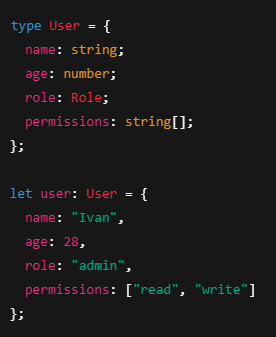 type User = {
  name: string;
  age: number;
  role: Role;
  permissions: string[];
};

let user: User = {
  name: "Ivan",
  age: 28,
  role: "admin",
  permissions: ["read", "write"]
};